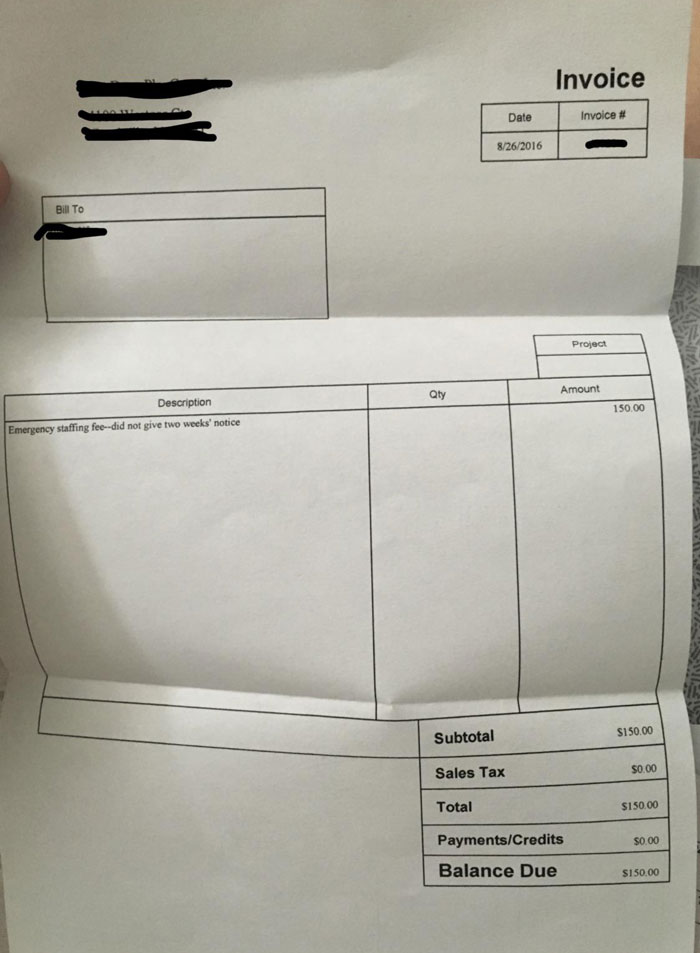 Invoice
Date Invoice #
8/26/2016
Bill To
Project
Description Qty Amount
Emergency staffing fee--did not give two weeks' notice 150.00
Subtotal $150.00
Sales Tax $0.00
Total $150.00
Payments/Credits $0.00
Balance Due $150.00